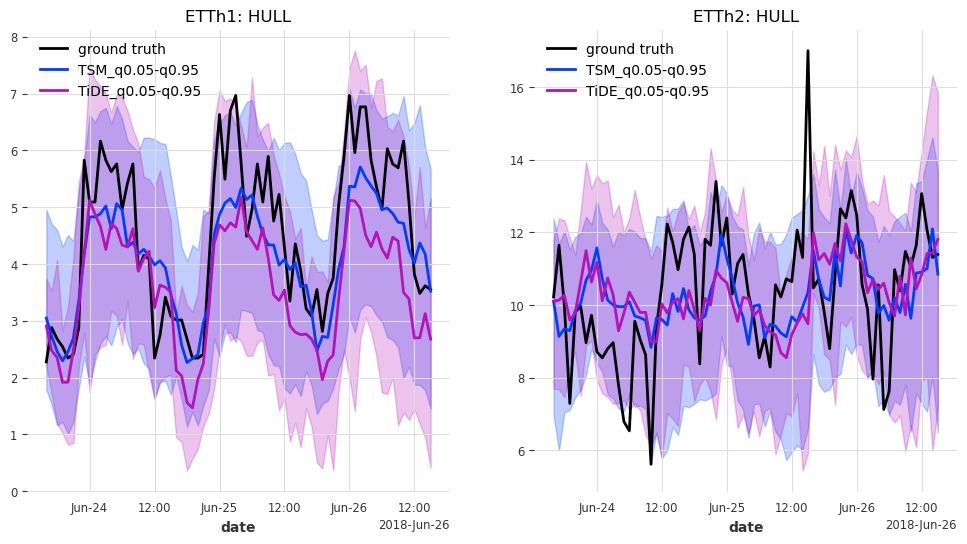 ETTh1: HULL
8
7
6
5
4
3
2
1
0
ground truth
TSM_q0.05-q0.95
TiDE_q0.05-q0.95
Jun-24
12:00
Jun-25
12:00
Jun-26
12:00
date
2018-Jun-26
ETTh2: HULL
16
14
12
10
8
6
ground truth
TSM_q0.05-q0.95
TiDE_q0.05-q0.95
Jun-24
12:00
Jun-25
12:00
Jun-26
12:00
date
2018-Jun-26